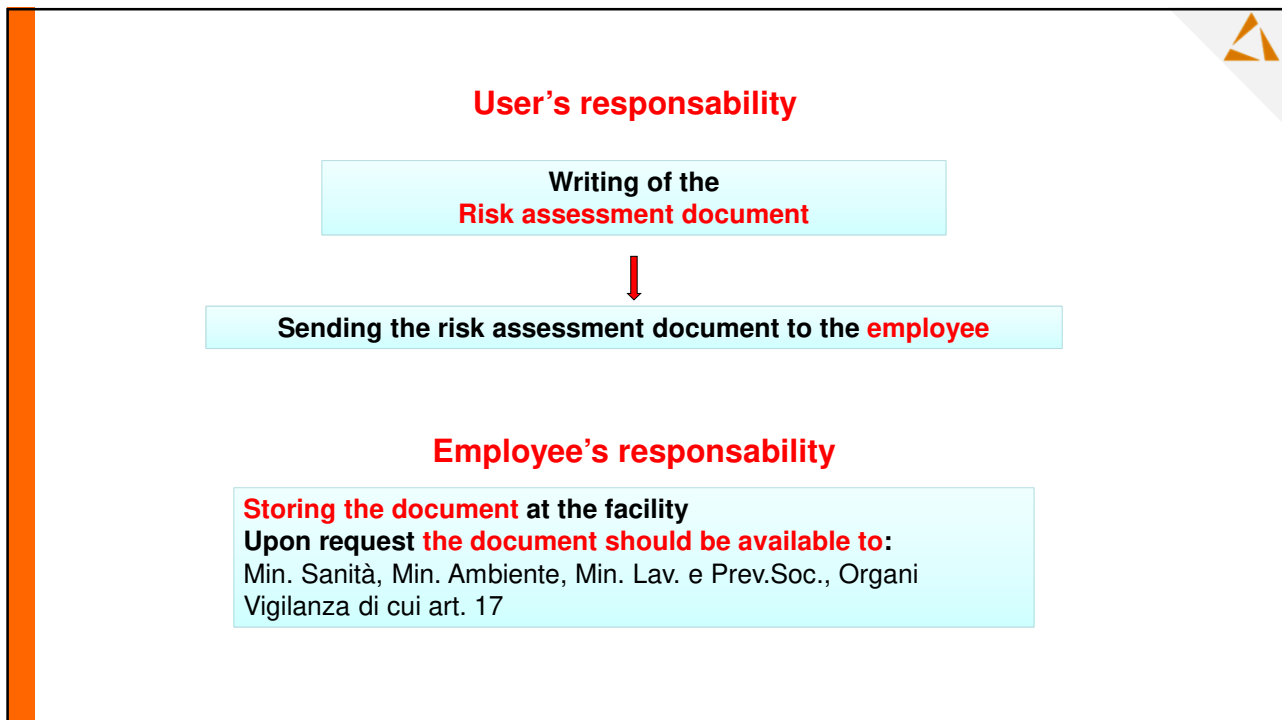 User’s responsability
Writing of the
Risk assessment document
Sending the risk assessment document to the employee
Employee’s responsability
Storing the document at the facility
Upon request the document should be available to:
Min. Sanità, Min. Ambiente, Min. Lav. e Prev.Soc., Organi
Vigilanza di cui art. 17